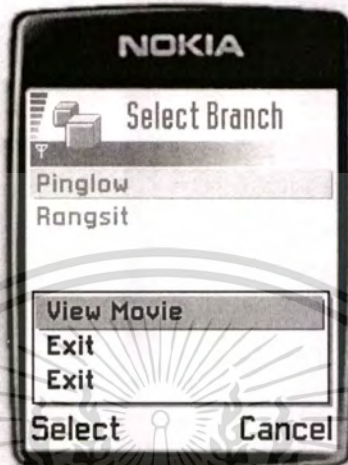 NOKIA
Select Branch
Pinglow
Rangsit
View Movie
Exit
Exit
Select Cancel